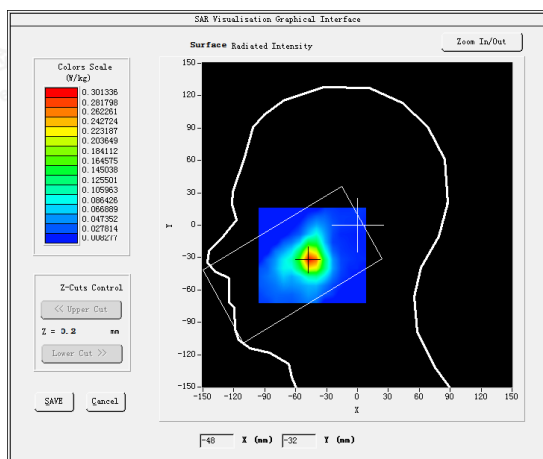 SAR Visualisation Graphical Interface
Surface Radiated Intensity
Zoom In/Out
Colors Scale
(W/kg)
0.301336
0.281798
0.262261
0.242724
0.223187
0.203649
0.184112
0.164575
0.145038
0.125501
0.105963
0.086426
0.066889
0.047352
0.027814
0.008277
Z-Cuts Control
<< Upper Cut
Z = 0.2 mm
Lower Cut >>
SAVE
Cancel
150
120
90
60
30
0
-30
-60
-90
-120
-150
Y
-150 -120 -90 -60 -30 0 30 60 90 120 150
X
-48 X (mm) -32 Y (mm)